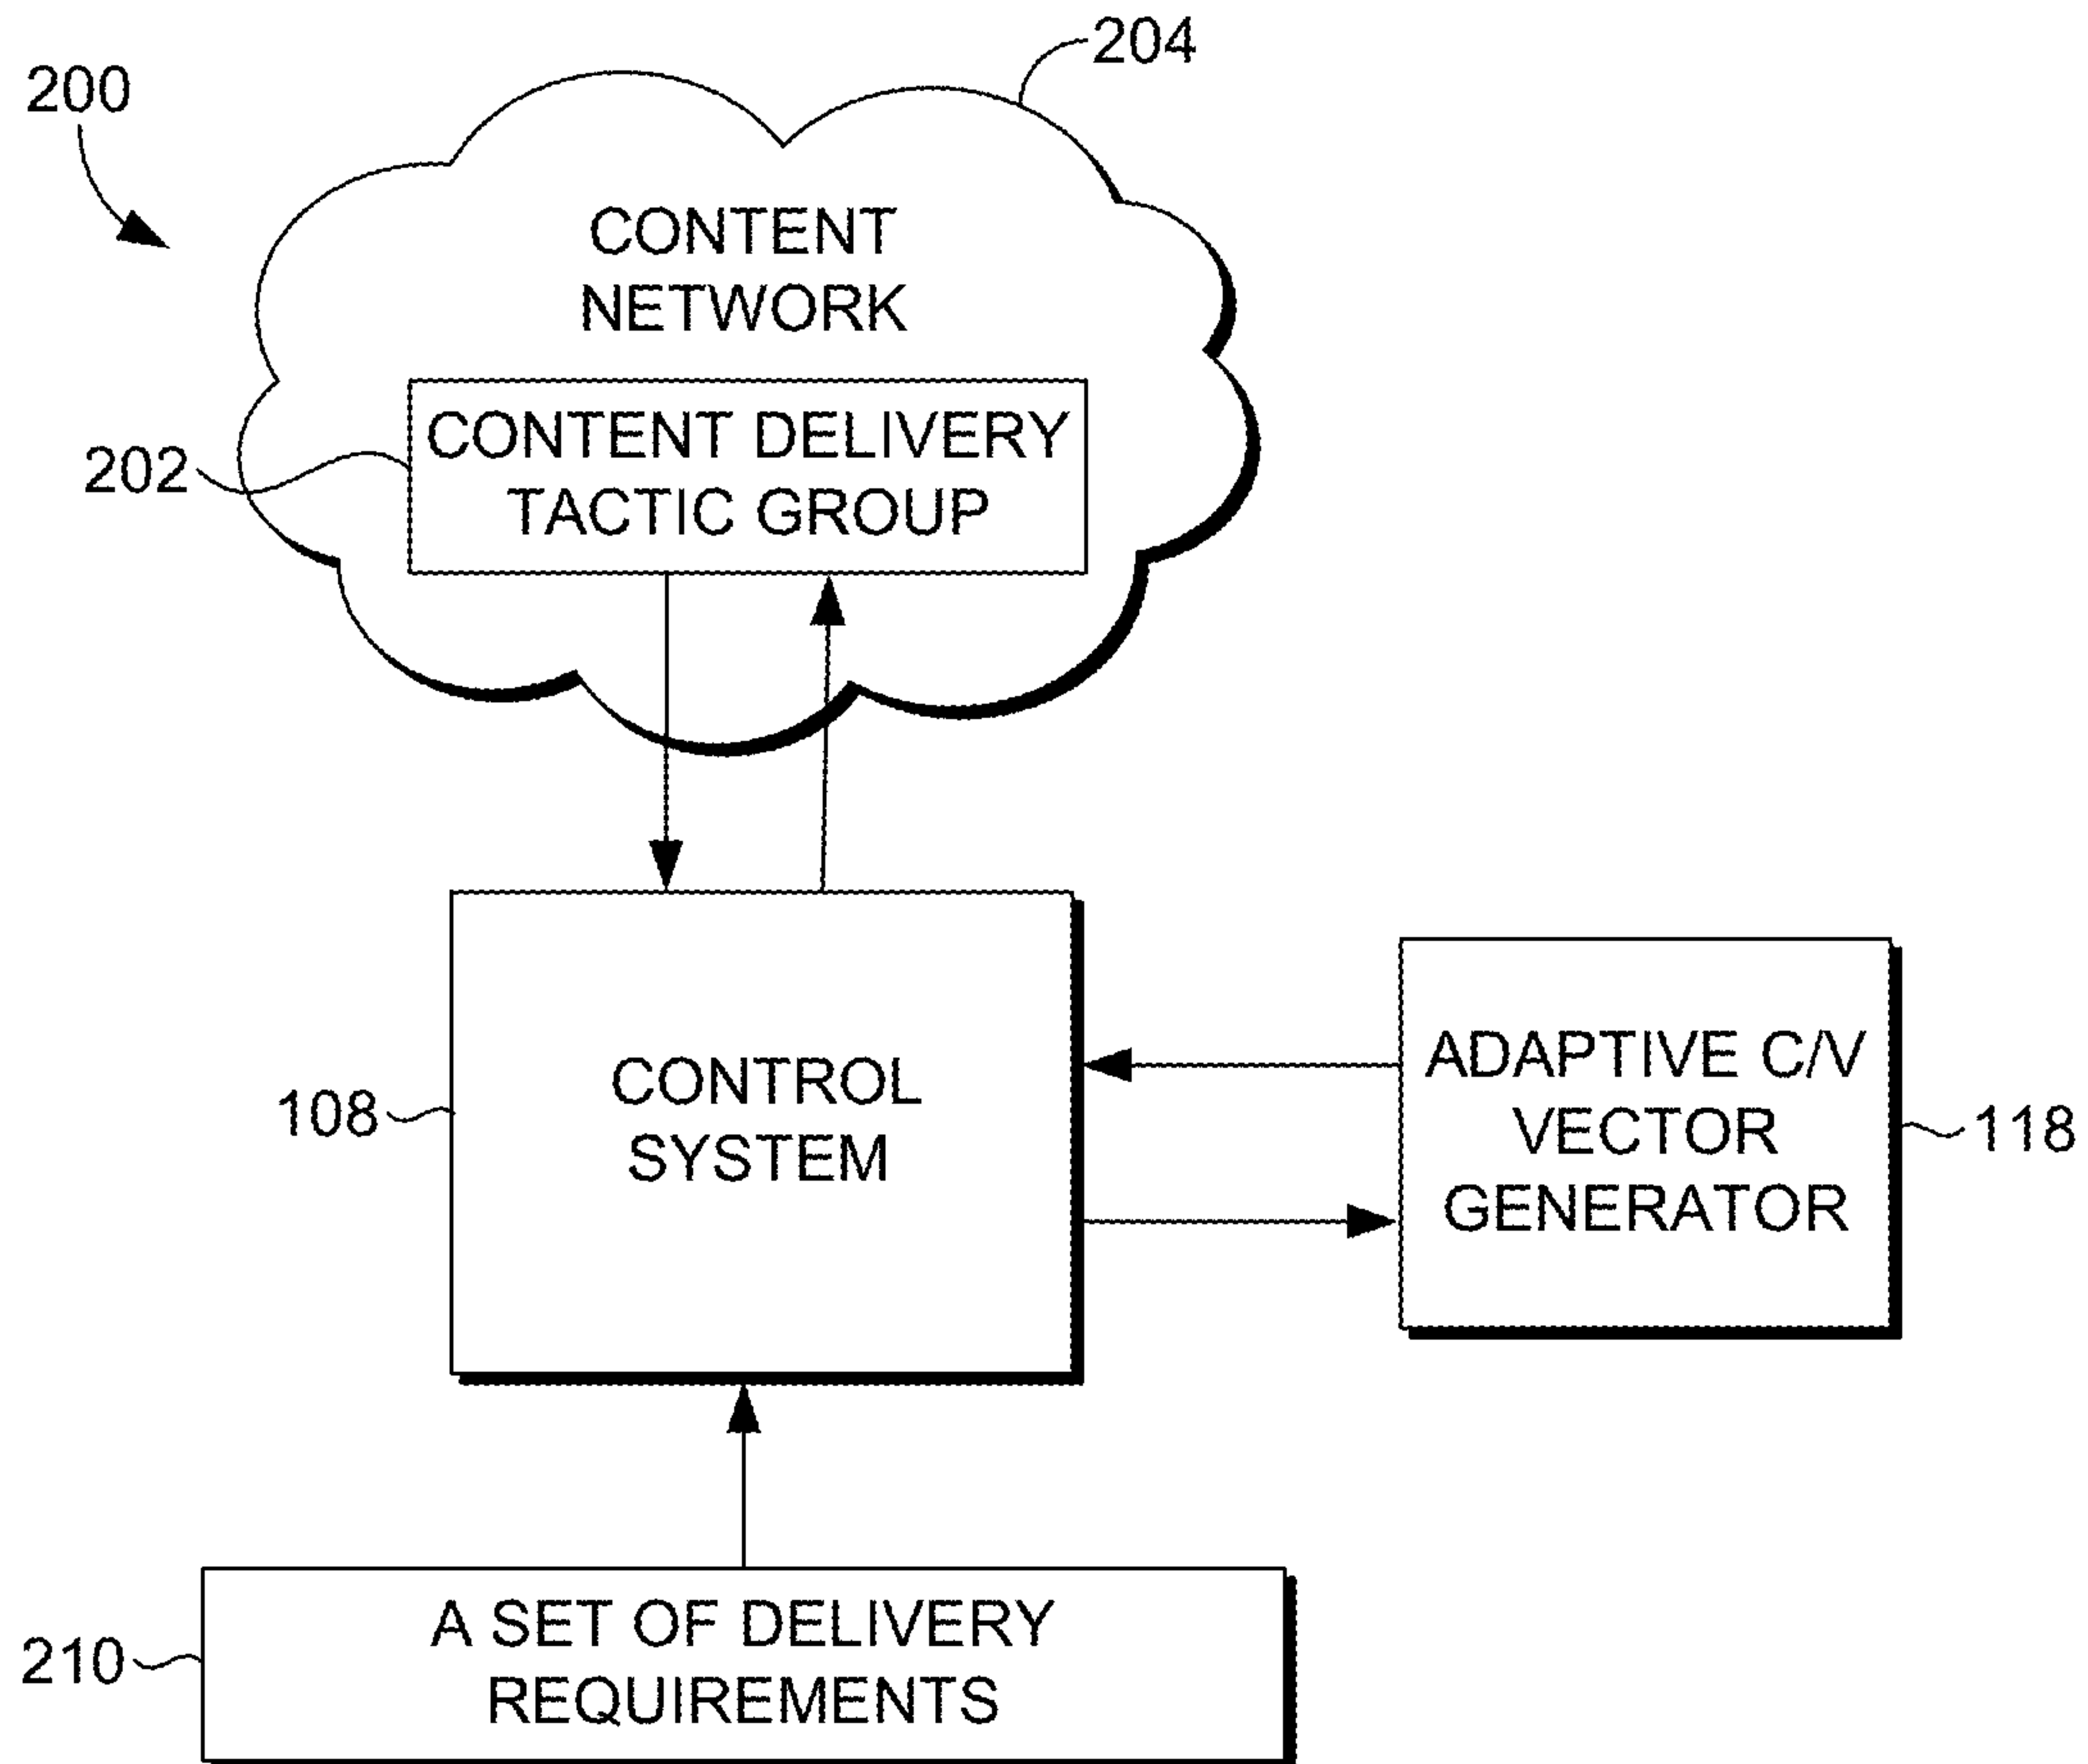 204
200
CONTENT
NETWORK
CONTENT DELIVERY
TACTIC GROUP
202
CONTROL
SYSTEM
108
ADAPTIVE C/V
VECTOR
GENERATOR
118
A SET OF DELIVERY
REQUIREMENTS
210